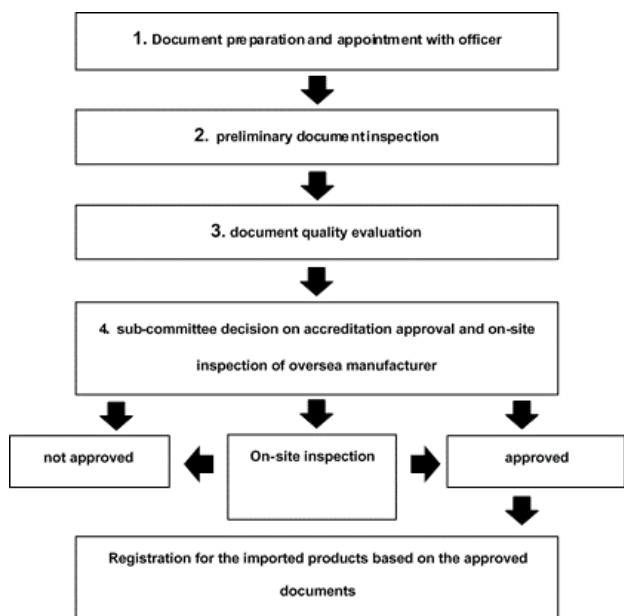 1. Document preparation and appointment with officer
2. preliminary document inspection
3. document quality evaluation
4. sub-committee decision on accreditation approval and on-site
inspection of oversea manufacturer
not approved
On-site inspection
approved
Registration for the imported products based on the approved
documents